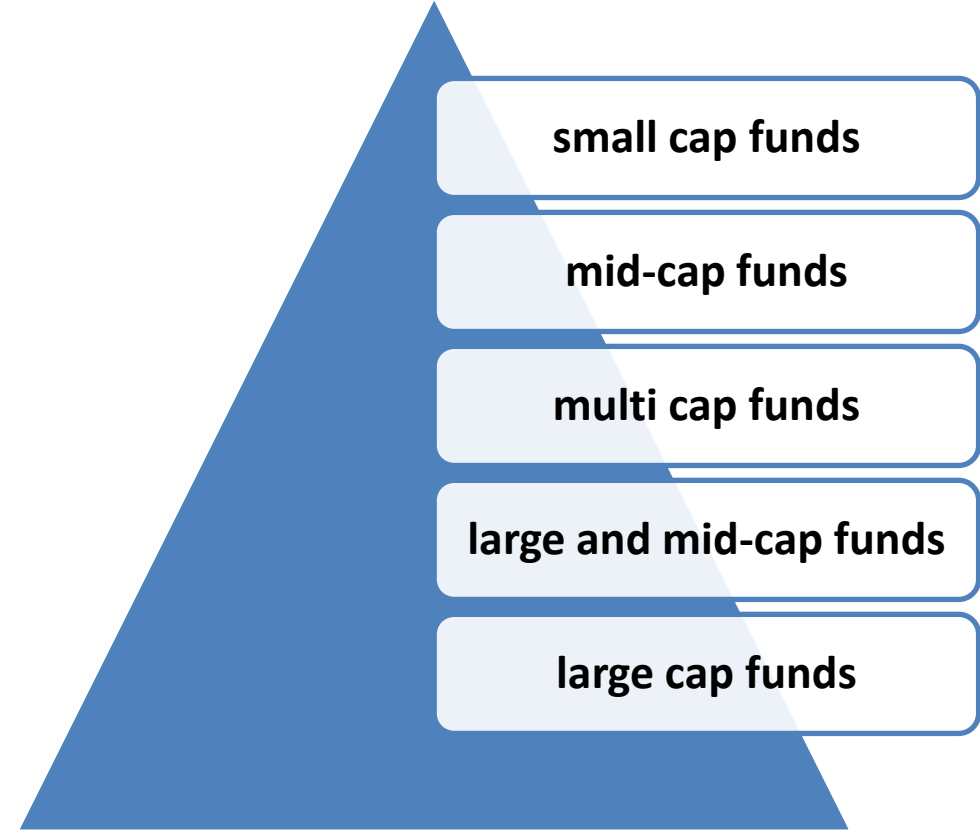 small cap funds
mid-cap funds
multi cap funds
large and mid-cap funds
large cap funds